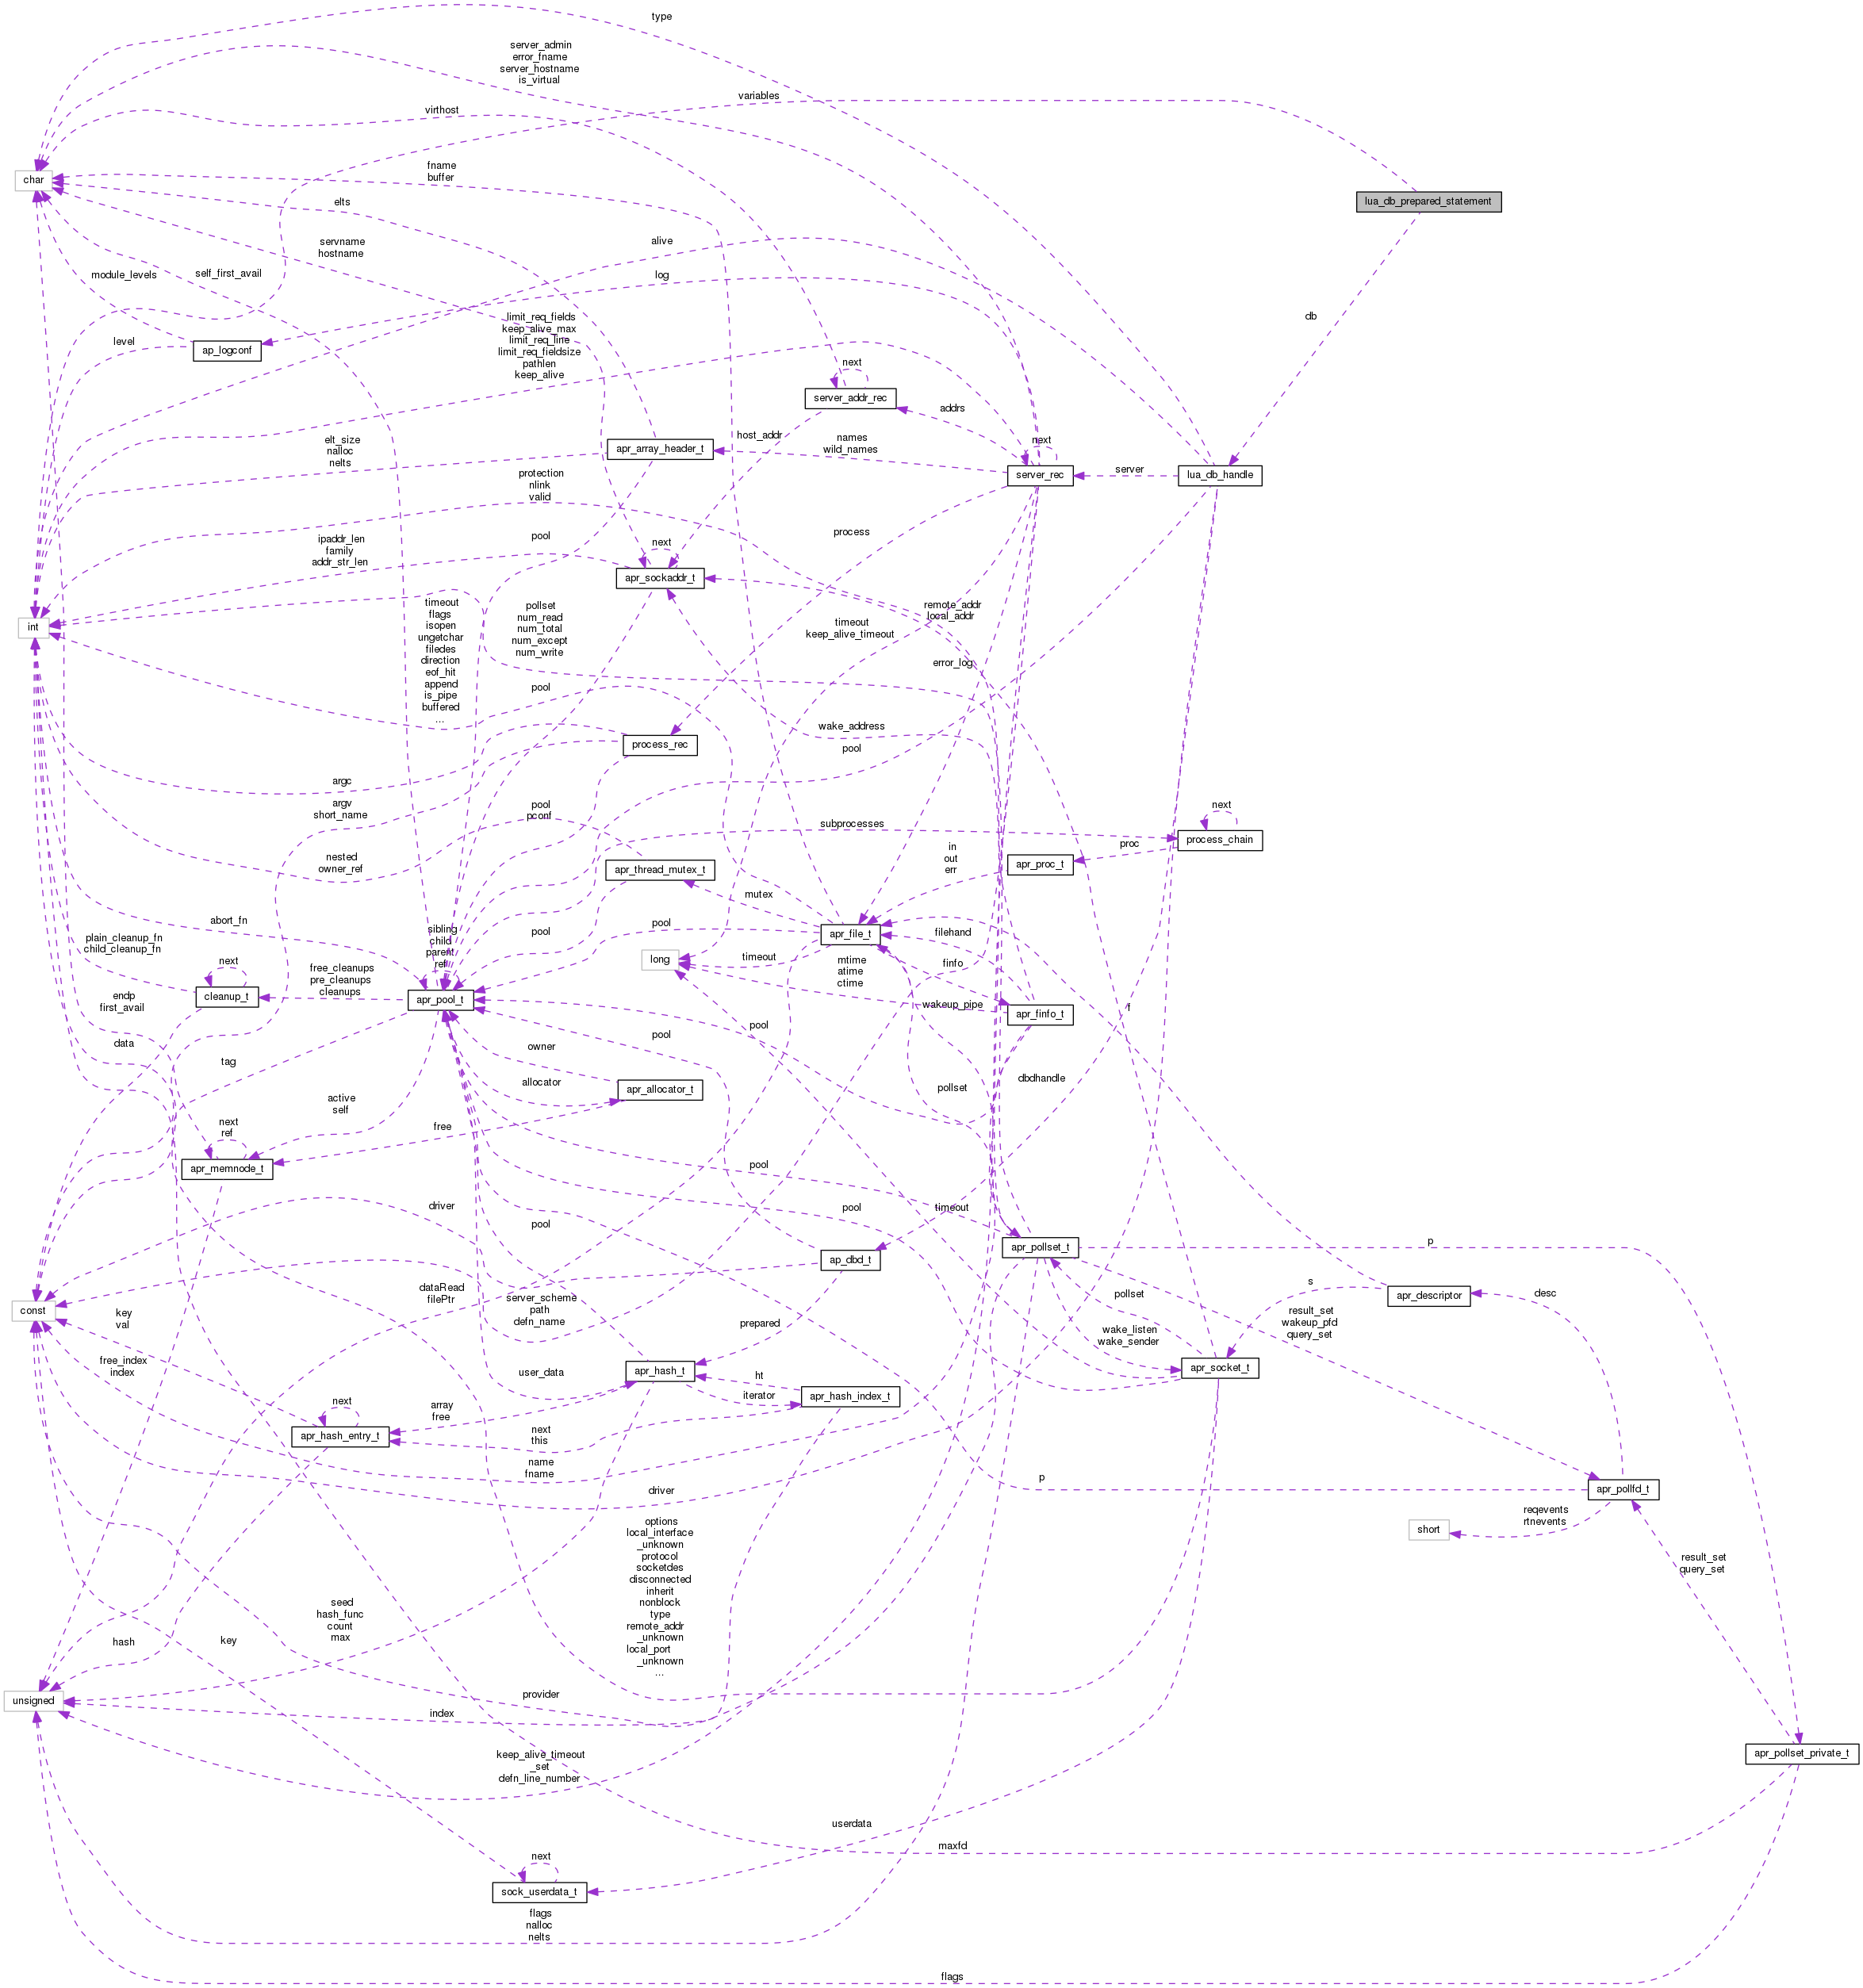 type
server_admin
error_fname
server_hostname
is_virtual
variables
virthost
fname
buffer
char
lua_db_prepared_statement
elts
servname
hostname
alive
module_levels
self_first_avail
log
db
limit_req_fields
keep_alive_max
limit_req_line
limit_req_fieldsize
pathlen
keep_alive
level
ap_logconf
next
server_addr_rec
addrs
host_addr
names
wild_names
elt_size
nalloc
nelts
apr_array_header_t
next
server_rec
server
lua_db_handle
protection
nlink
valid
process
ipaddr_len
family
addr_str_len
pool
next
apr_sockaddr_t
int
timeout
flags
isopen
ungetchar
filedes
direction
eof_hit
append
is_pipe
buffered
...
pollset
num_read
num_total
num_except
num_write
remote_addr
local_addr
timeout
keep_alive_timeout
error_log
pool
wake_address
pool
process_rec
argc
argv
short_name
pool
pconf
subprocesses
next
process_chain
proc
in
out
err
apr_proc_t
nested
owner_ref
apr_thread_mutex_t
mutex
abort_fn
plain_cleanup_fn
child_cleanup_fn
sibling
child
parent
ref
pool
pool
apr_file_t
filehand
long
timeout
mtime
atime
ctime
finfo
next
cleanup_t
free_cleanups
pre_cleanups
cleanups
apr_pool_t
endp
first_avail
wakeup_pipe
apr_finfo_t
f
pool
data
tag
owner
pool
allocator
apr_allocator_t
pollset
dbdhandle
active
self
next
ref
free
apr_memnode_t
pool
driver
pool
pool
timeout
apr_pollset_t
p
ap_dbd_t
const
key
val
dataRead
filePtr
server_scheme
path
defn_name
prepared
pollset
s
apr_descriptor
desc
result_set
wakeup_pfd
query_set
wake_listen
wake_sender
free_index
index
user_data
apr_hash_t
ht
iterator
apr_hash_index_t
apr_socket_t
next
apr_hash_entry_t
array
free
next
this
name
fname
driver
p
apr_pollfd_t
reqevents
rtnevents
short
options
local_interface
_unknown
protocol
socketdes
disconnected
inherit
nonblock
type
remote_addr
_unknown
local_port
_unknown
...
result_set
query_set
seed
hash_func
count
max
hash
key
unsigned
provider
index
keep_alive_timeout
_set
defn_line_number
apr_pollset_private_t
userdata
maxfd
next
sock_userdata_t
flags
nalloc
nelts
flags